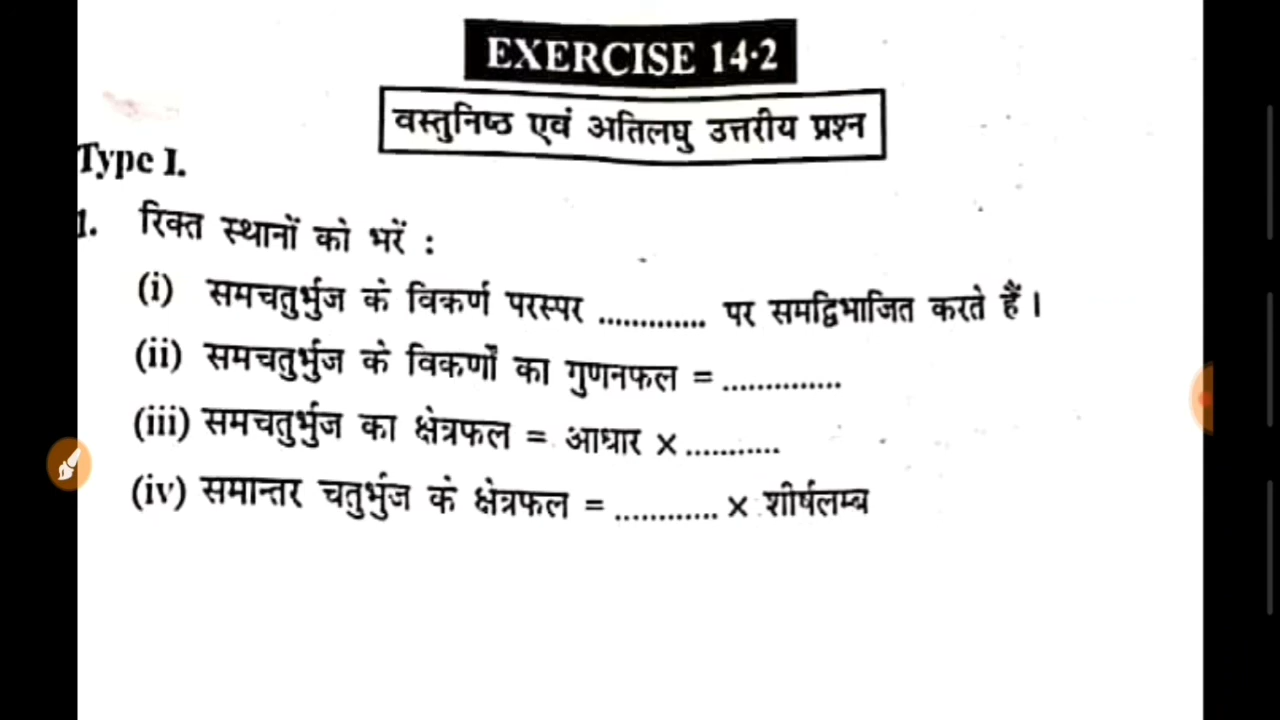 EXERCISE 14·2
वस्तुनिष्ठ एवं अतिलघु उत्तरीय प्रश्न
Type I.
1. रिक्त स्थानों को भरें :
(i) समचतुर्भुज के विकर्ण परस्पर ............. पर समद्विभाजित करते हैं।
(ii) समचतुर्भुज के विकर्णों का गुणनफल = ..............
(iii) समचतुर्भुज का क्षेत्रफल = आधार × ...........
(iv) समान्तर चतुर्भुज के क्षेत्रफल = ............ × शीर्षलम्ब